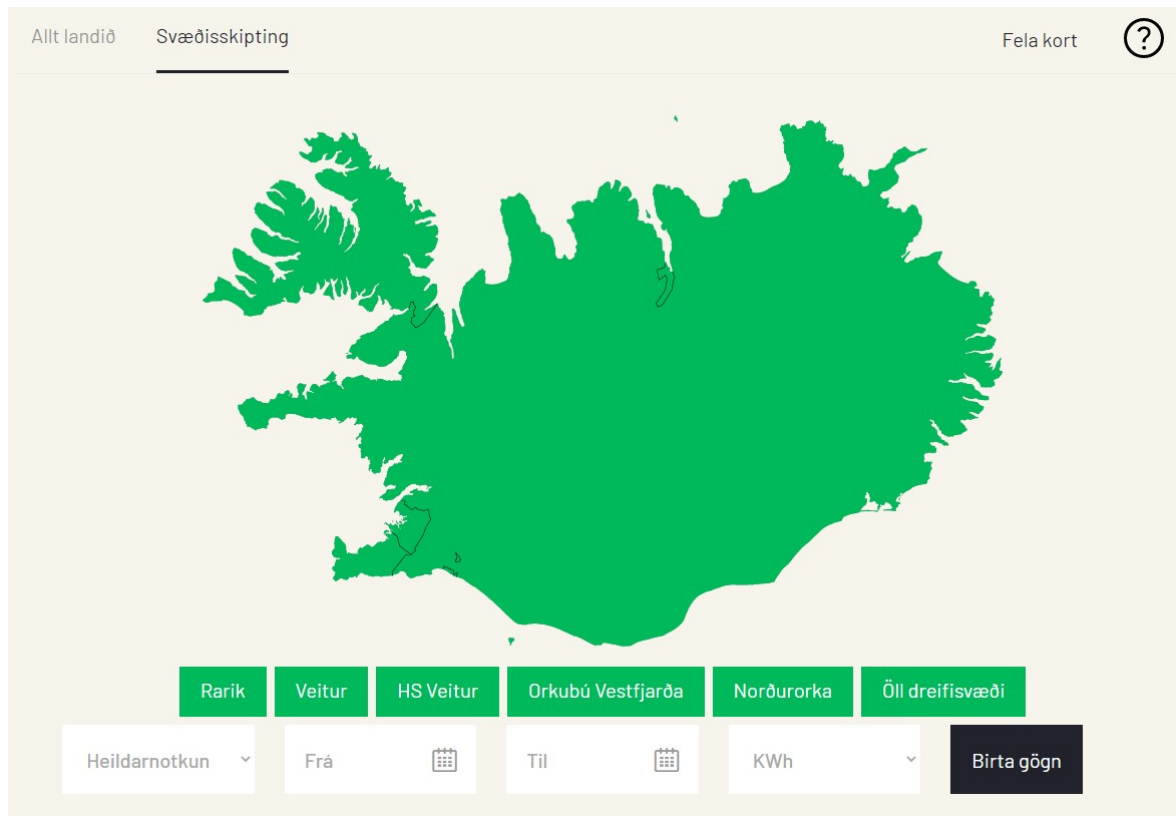 Allt landið Svæðisskipting Fela kort ?
Rarik Veitur HS Veitur Orkubú Vestfjarða Norðurorka Öll dreifisvæði
Heildarnotkun Frá Til KWh Birta gögn